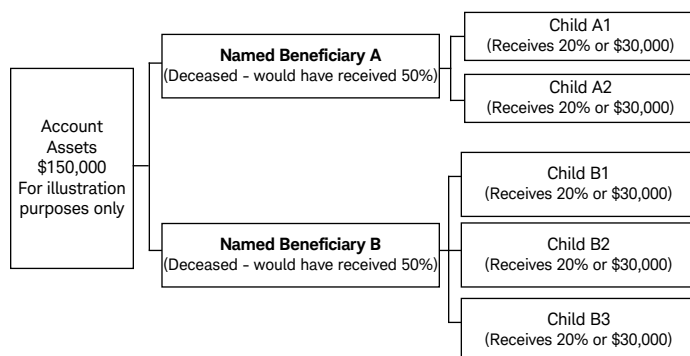 Account
Assets
$150,000
For illustration
purposes only
Named Beneficiary A
(Deceased - would have received 50%)
Child A1
(Receives 20% or $30,000)
Child A2
(Receives 20% or $30,000)
Named Beneficiary B
(Deceased - would have received 50%)
Child B1
(Receives 20% or $30,000)
Child B2
(Receives 20% or $30,000)
Child B3
(Receives 20% or $30,000)